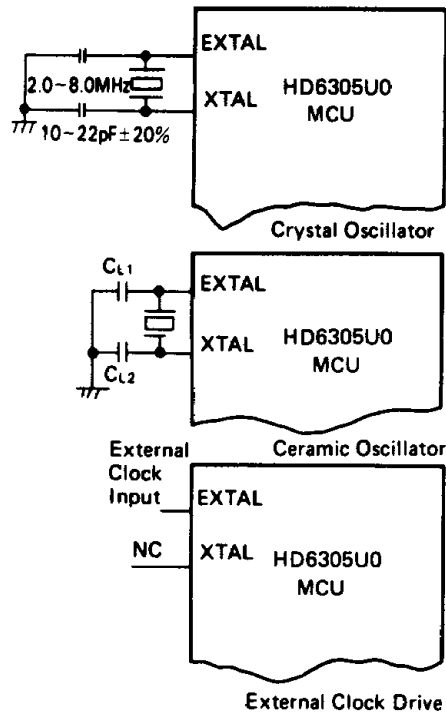 EXTAL
2.0~8.0MHz
XTAL
HD6305U0
MCU
10~22pF±20%
Crystal Oscillator
CL1
EXTAL
XTAL
HD6305U0
MCU
CL2
Ceramic Oscillator
External
Clock
Input
EXTAL
NC
XTAL
HD6305U0
MCU
External Clock Drive